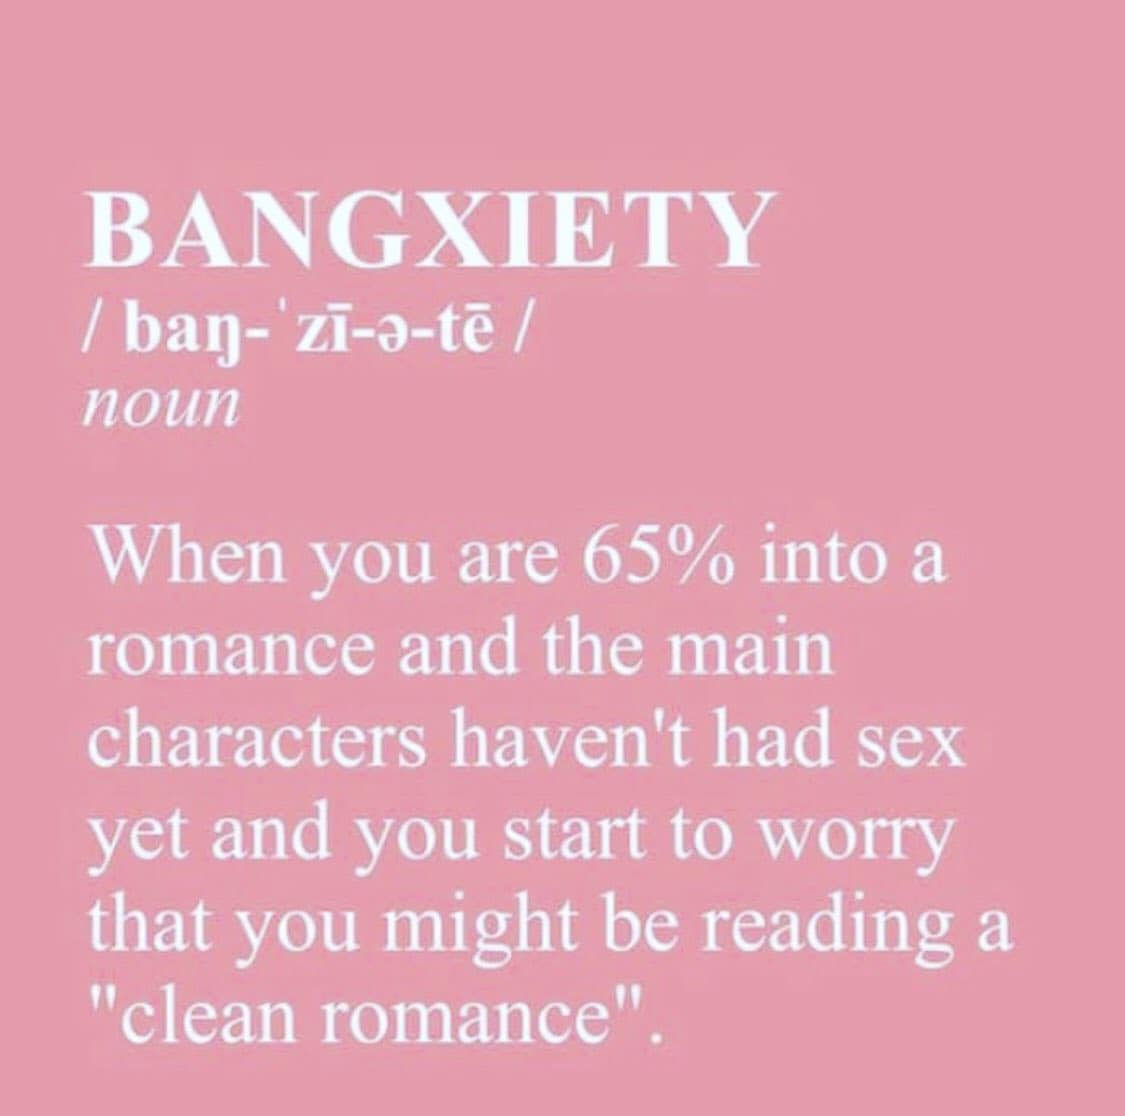 BANGXIETY
/ baŋ-ˈzī-ə-tē /
noun
When you are 65% into a
romance and the main
characters haven't had sex
yet and you start to worry
that you might be reading a
"clean romance".